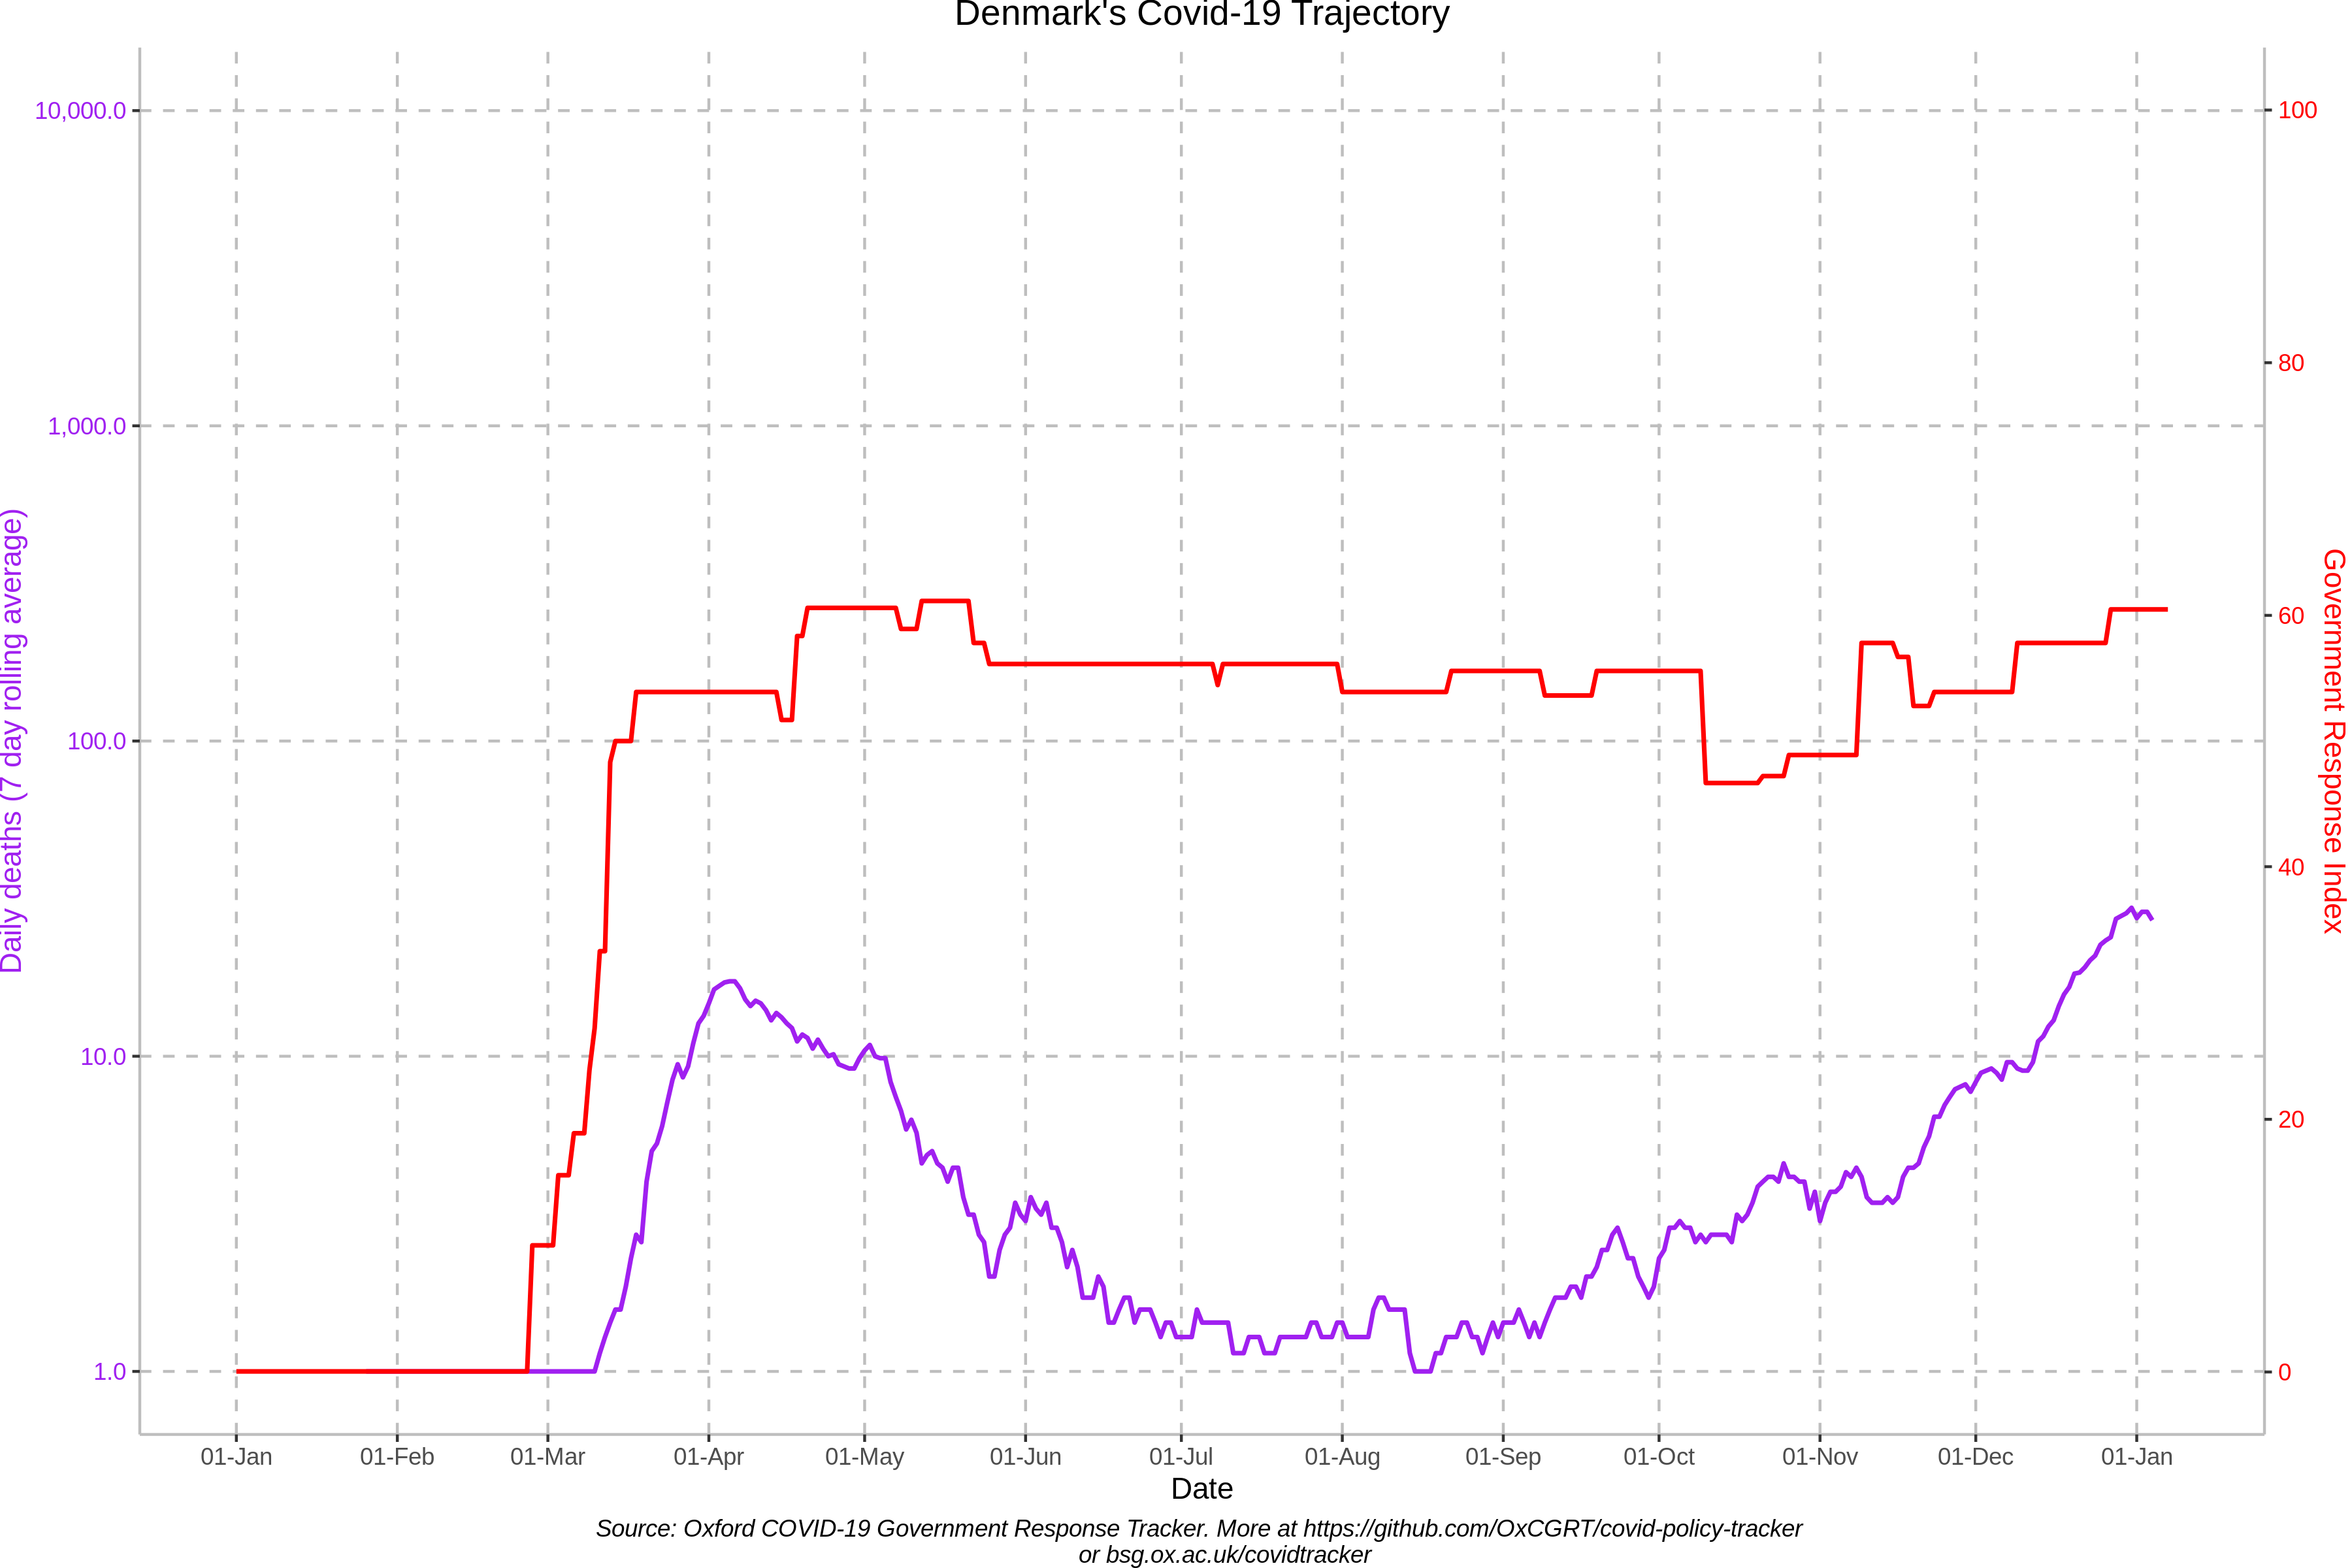 Denmark's Covid-19 Trajectory
10,000.0
1,000.0
100.0
10.0
1.0
Daily deaths (7 day rolling average)
100
80
60
40
20
0
Government Response Index
01-Jan 01-Feb 01-Mar 01-Apr 01-May 01-Jun 01-Jul 01-Aug 01-Sep 01-Oct 01-Nov 01-Dec 01-Jan
Date
Source: Oxford COVID-19 Government Response Tracker. More at https://github.com/OxCGRT/covid-policy-tracker
or bsg.ox.ac.uk/covidtracker